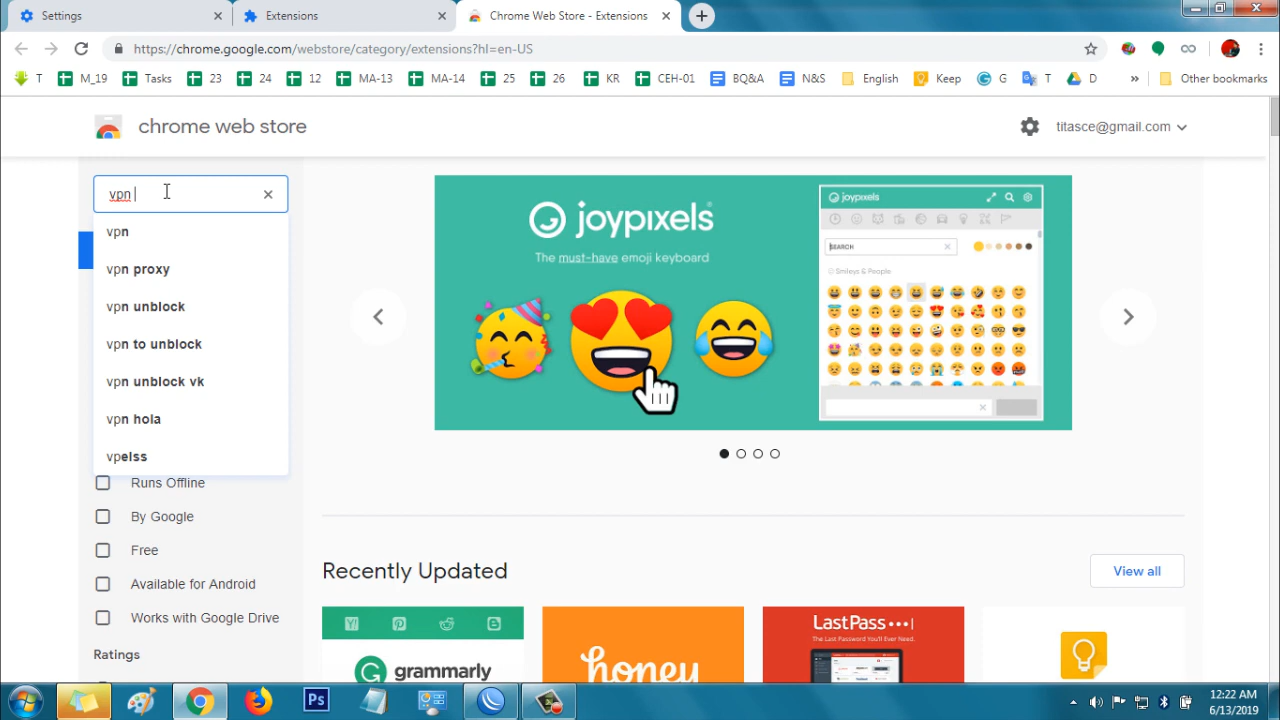 Settings
Extensions
Chrome Web Store - Extensions
https://chrome.google.com/webstore/category/extensions?hl=en-US
T
M_19
Tasks
23
24
12
MA-13
MA-14
25
26
KR
CEH-01
BQ&A
N&S
English
Keep
G
T
D
»
Other bookmarks
chrome web store
titasce@gmail.com
vpn
vpn
vpn proxy
vpn unblock
vpn to unblock
vpn unblock vk
vpn hola
vpelss
Runs Offline
By Google
Free
Available for Android
Works with Google Drive
Ratings
joypixels
The must-have emoji keyboard
joypixels
SEARCH
Smileys & People
Recently Updated
View all
grammarly
honey
LastPass •••|
The Last Password You'll Ever Need.
Ps
12:22 AM
6/13/2019